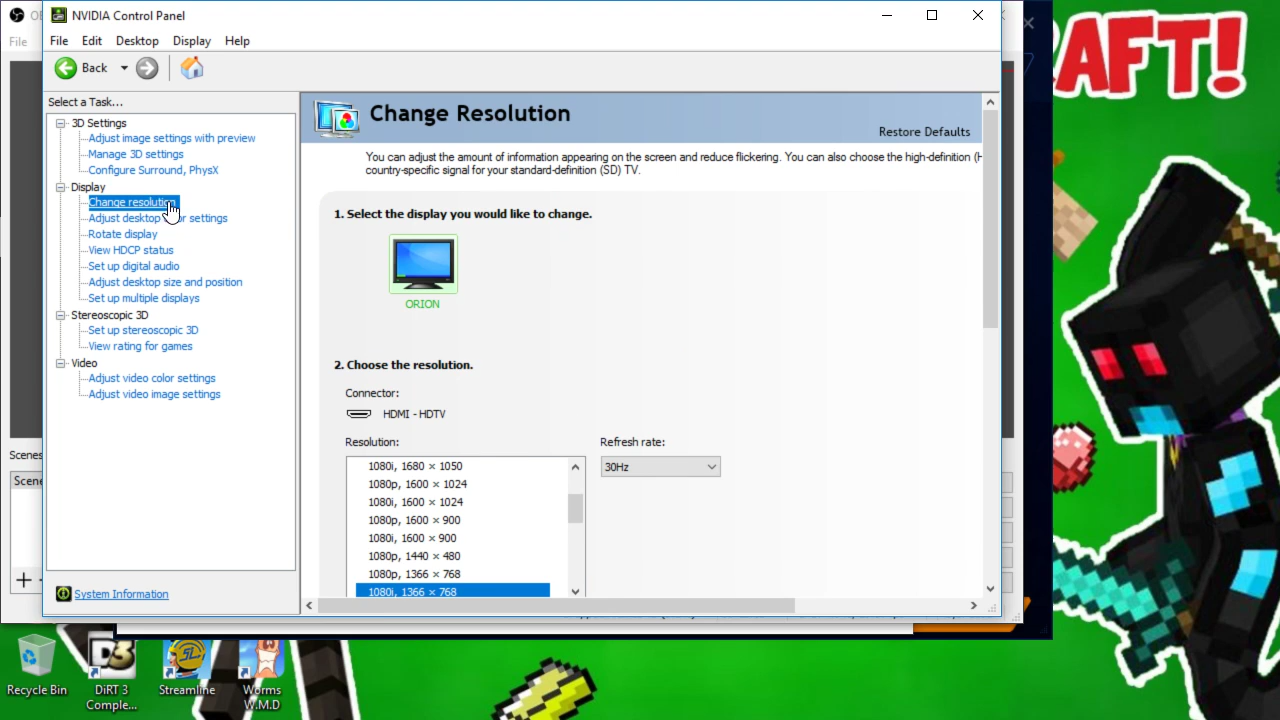 NVIDIA Control Panel
File
File Edit Desktop Display Help
Back
Select a Task...
3D Settings
Adjust image settings with preview
Manage 3D settings
Configure Surround, PhysX
Display
Change resolution
Adjust desktop settings
Rotate display
View HDCP status
Set up digital audio
Adjust desktop size and position
Set up multiple displays
Stereoscopic 3D
Set up stereoscopic 3D
View rating for games
Video
Adjust video color settings
Adjust video image settings
System Information
Change Resolution
Restore Defaults
You can adjust the amount of information appearing on the screen and reduce flickering. You can also choose the high-definition (H
country-specific signal for your standard-definition (SD) TV.
1. Select the display you would like to change.
ORION
2. Choose the resolution.
Connector:
HDMI - HDTV
Resolution:
Refresh rate:
30Hz
1080i, 1680 × 1050
1080p, 1600 × 1024
1080i, 1600 × 1024
1080p, 1600 × 900
1080i, 1600 × 900
1080p, 1440 × 480
1080p, 1366 × 768
1080i, 1366 × 768
Scenes
Scene
AFT!
Recycle Bin
DiRT 3
Comple...
Streamline
Worms
W.M.D